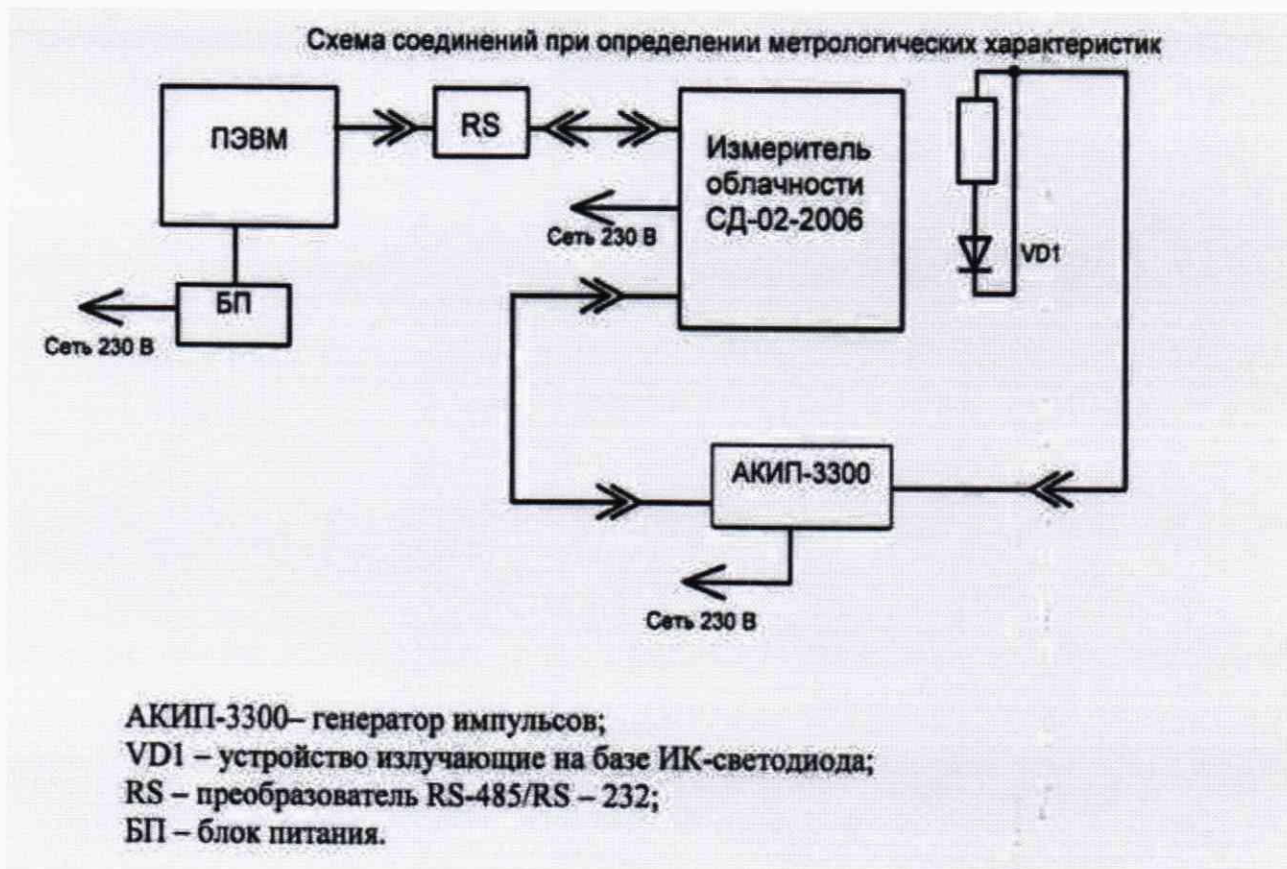 Схема соединений при определении метрологических характеристик
ПЭВМ
RS
Измеритель
облачности
СД-02-2006
Сеть 230 В
VD1
БП
Сеть 230 В
АКИП-3300
Сеть 230 В
АКИП-3300– генератор импульсов;
VD1 – устройство излучающие на базе ИК-светодиода;
RS – преобразователь RS-485/RS – 232;
БП – блок питания.